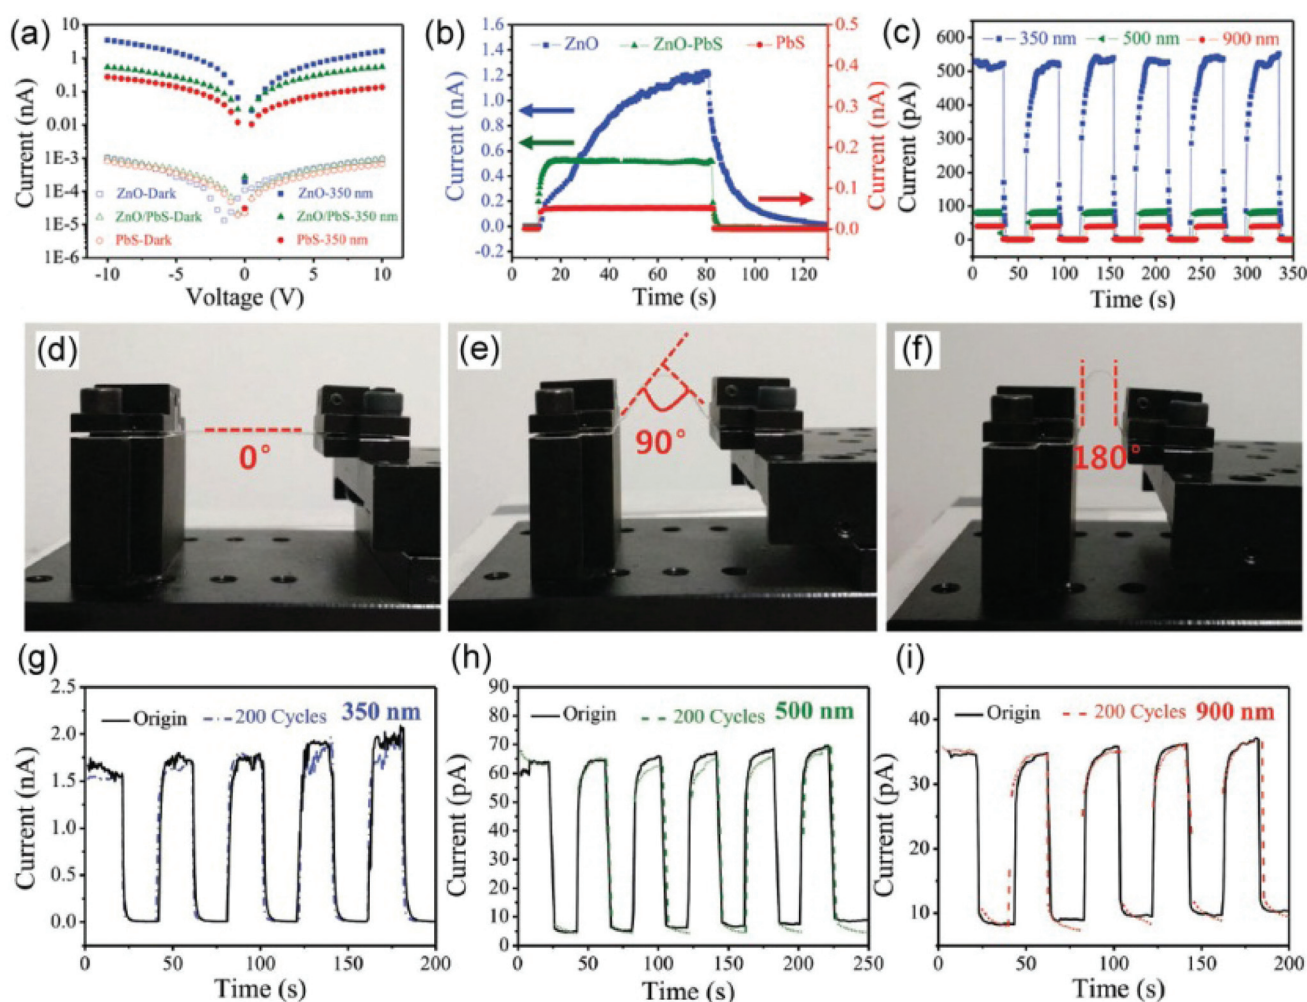 (a)
Current (nA)
10
1
0.1
0.01
1E-3
1E-4
1E-5
1E-6
ZnO-Dark
ZnO/PbS-Dark
PbS-Dark
ZnO-350 nm
ZnO/PbS-350 nm
PbS-350 nm
-10 -5 0 5 10
Voltage (V)
(b)
Current (nA)
1.6
1.4
1.2
1.0
0.8
0.6
0.4
0.2
0.0
-0.2
ZnO ZnO-PbS PbS
0.5
0.4
0.3
0.2
0.1
0.0
Current (nA)
20 40 60 80 100 120
Time (s)
(c)
Current (pA)
600
500
400
300
200
100
0
350 nm 500 nm 900 nm
0 50 100 150 200 250 300 350
Time (s)
(d)
0°
(e)
90°
(f)
180°
(g)
Current (nA)
2.5
2.0
1.5
1.0
0.5
0.0
Origin 200 Cycles 350 nm
0 50 100 150 200
Time (s)
(h)
Current (pA)
90
80
70
60
50
40
30
20
10
0
Origin 200 Cycles 500 nm
0 50 100 150 200 250
Time (s)
(i)
Current (pA)
40
30
20
10
Origin 200 Cycles 900 nm
0 50 100 150 200
Time (s)